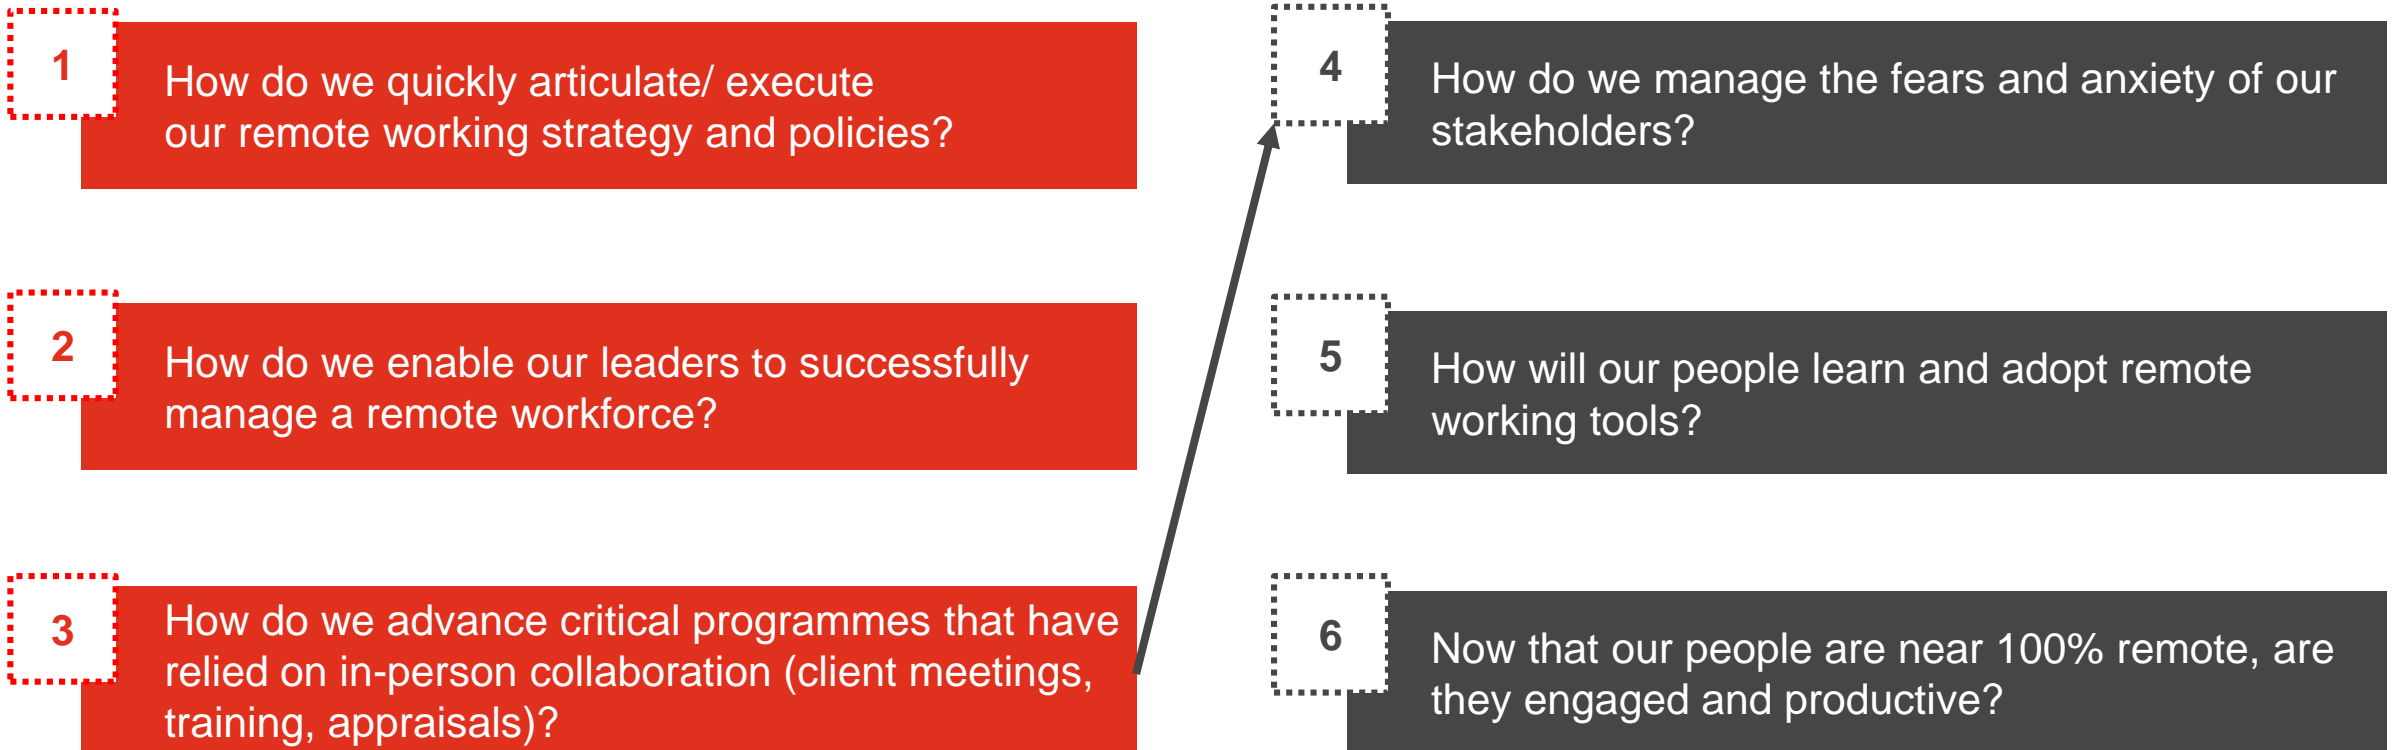 1
How do we quickly articulate/ execute
our remote working strategy and policies?
2
How do we enable our leaders to successfully
manage a remote workforce?
3
How do we advance critical programmes that have
relied on in-person collaboration (client meetings,
training, appraisals)?
4
How do we manage the fears and anxiety of our
stakeholders?
5
How will our people learn and adopt remote
working tools?
6
Now that our people are near 100% remote, are
they engaged and productive?